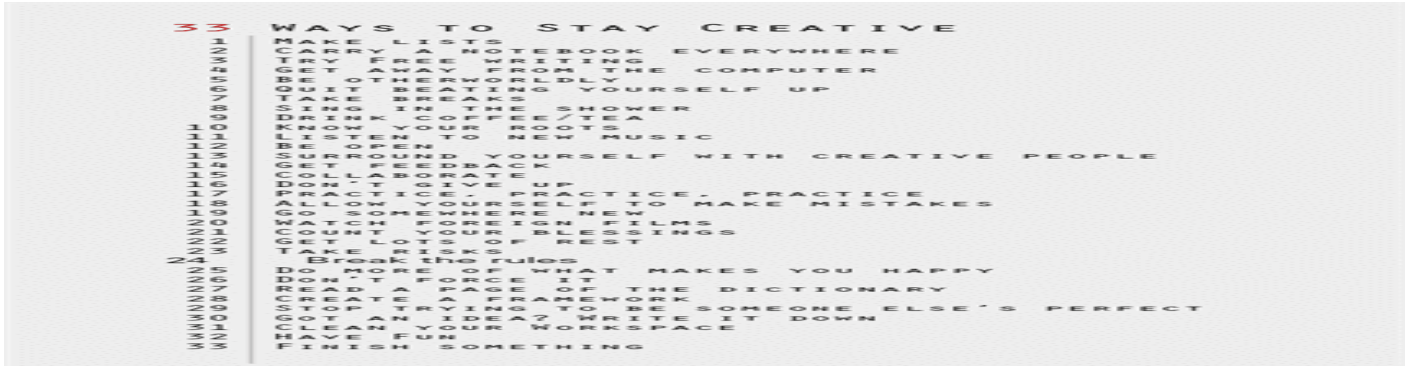 33 Ways to Stay Creative
1 Make lists
2 Carry a notebook everywhere
3 Try free writing
4 Get away from the computer
5 Be otherworldly
6 Quit beating yourself up
7 Take breaks
8 Sing in the shower
9 Drink coffee/tea
10 Know your roots
11 Listen to new music
12 Be open
13 Surround yourself with creative people
14 Get feedback
15 Collaborate
16 Don't give up
17 Practice, practice, practice
18 Allow yourself to make mistakes
19 Go somewhere new
20 Watch foreign films
21 Count your blessings
22 Get lots of rest
23 Take risks
24 Break the rules
25 Do more of what makes you happy
26 Don't force it
27 Read a page of the dictionary
28 Create a framework
29 Stop trying to be someone else's perfect
30 Got an idea? Write it down
31 Clean your workspace
32 Have fun
33 Finish something